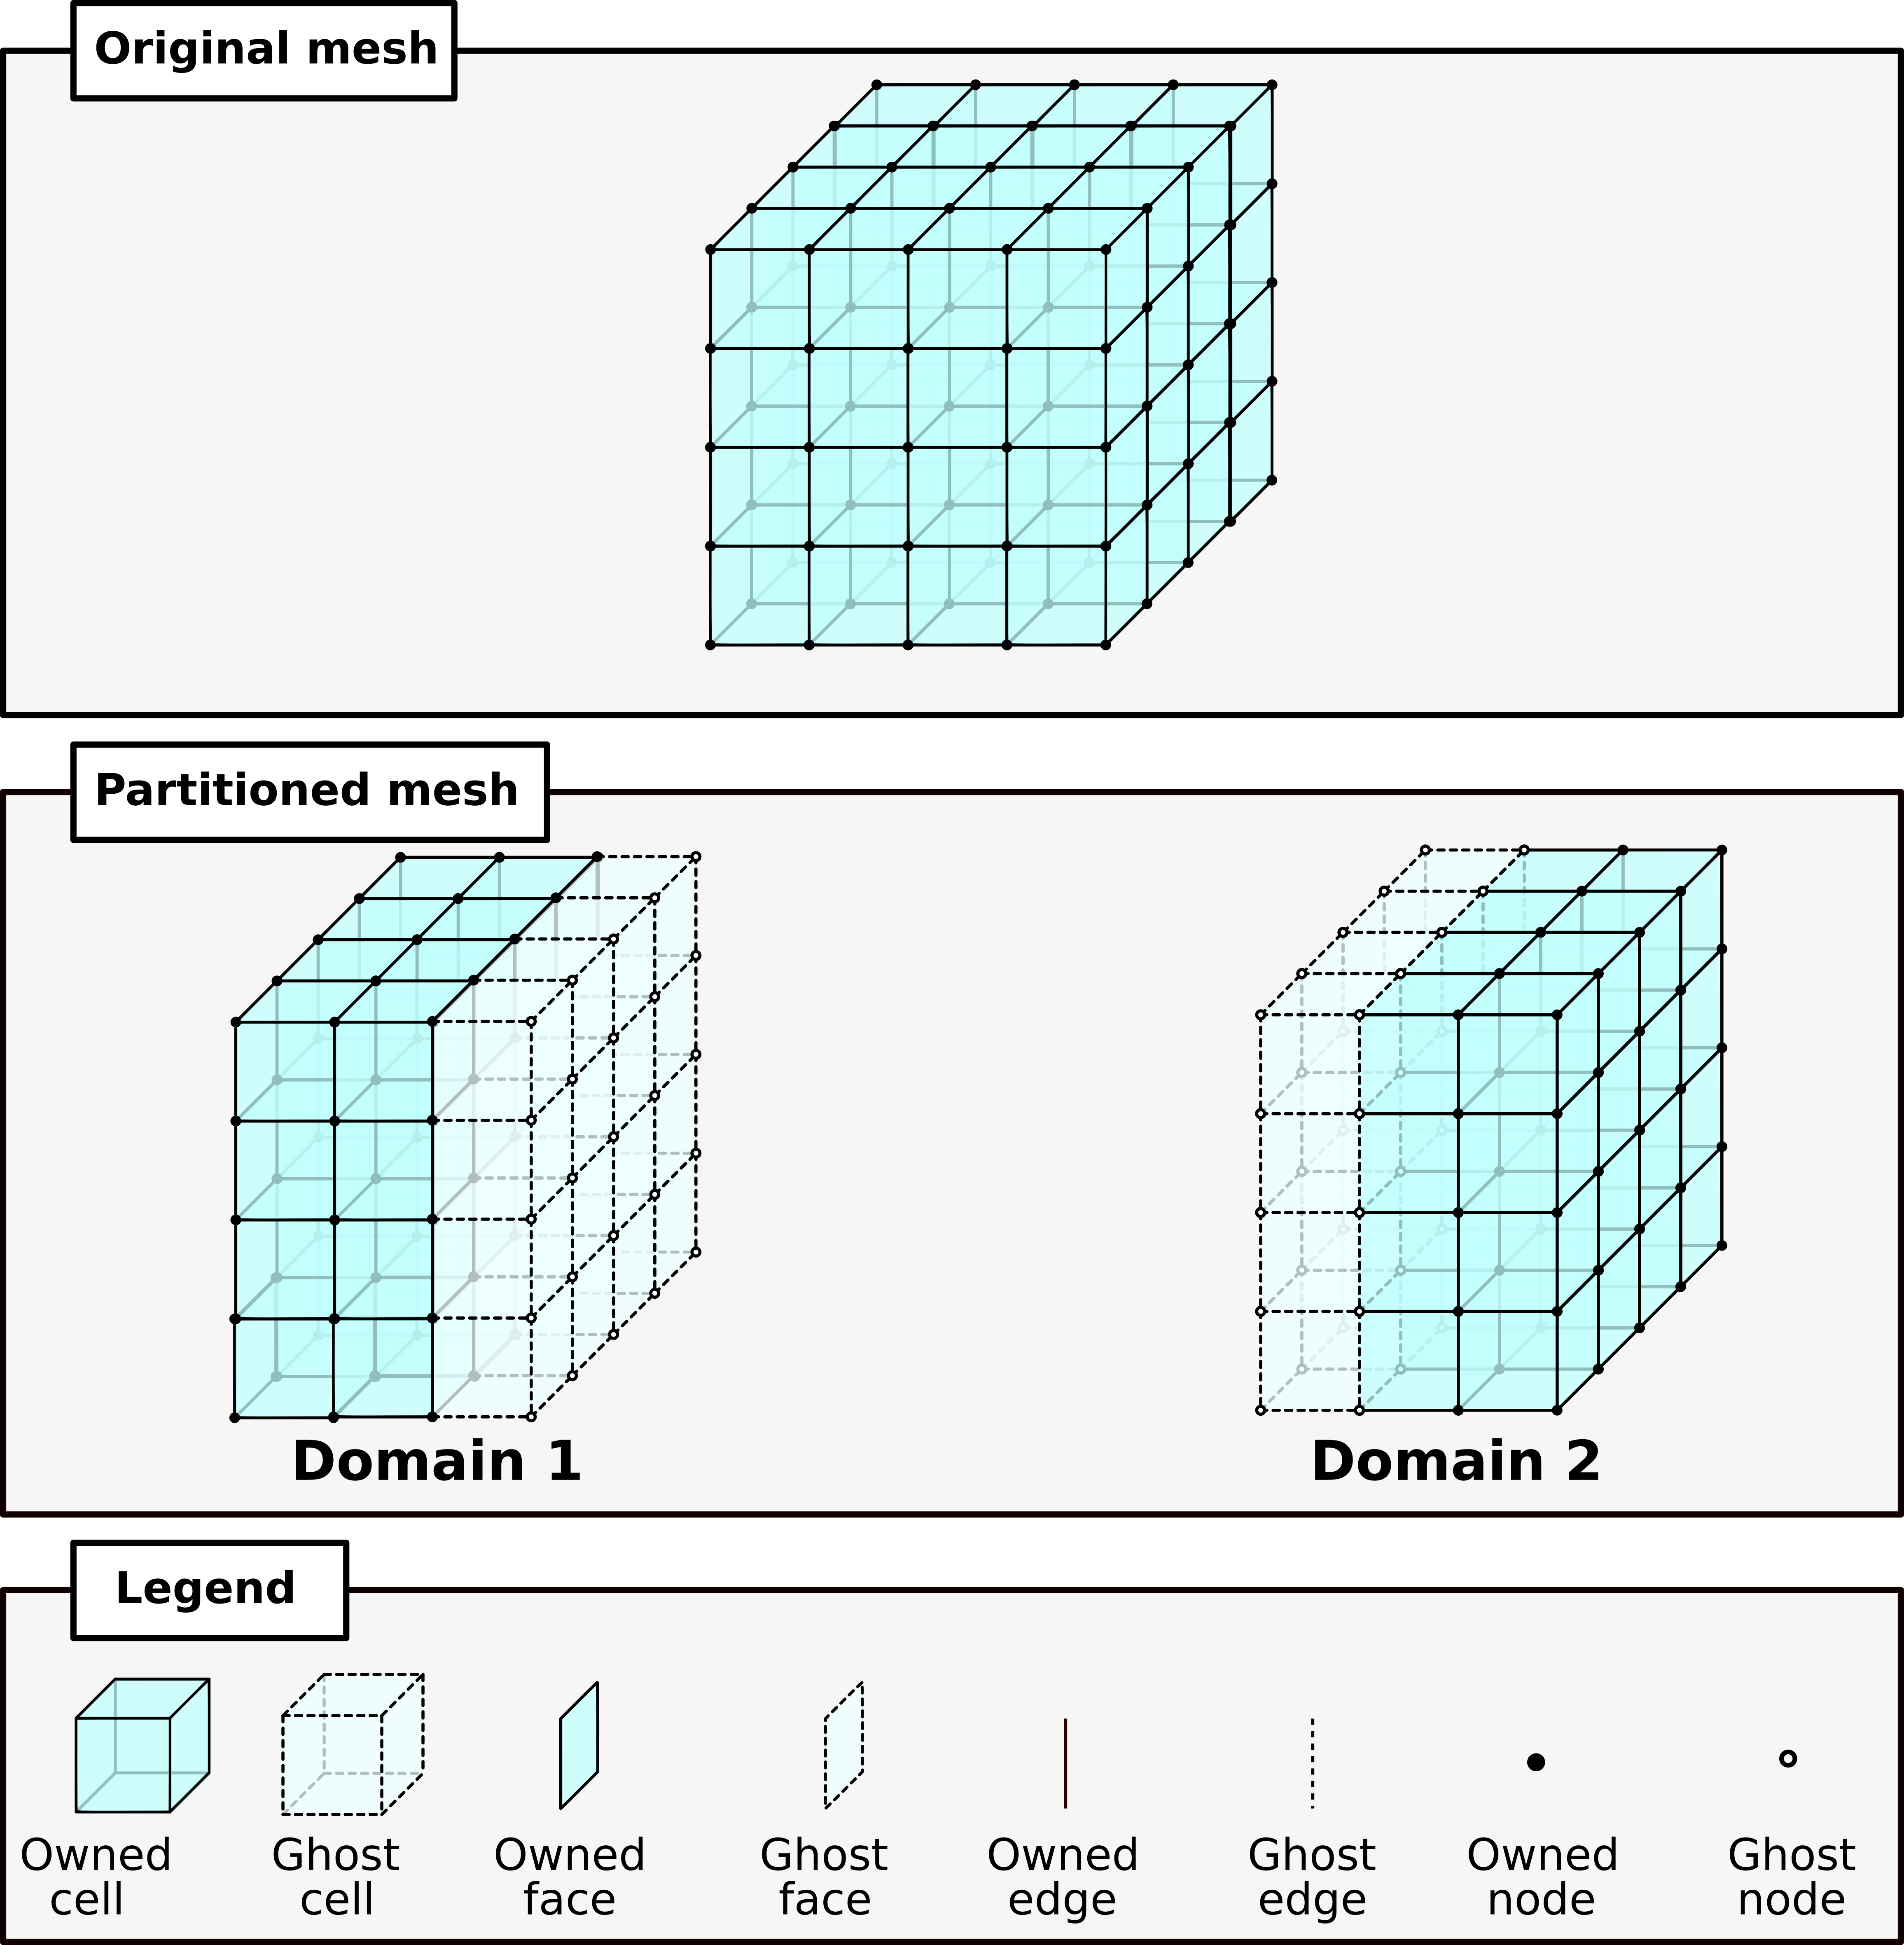 Original mesh
Partitioned mesh
Domain 1
Domain 2
Legend
Owned
cell
Ghost
cell
Owned
face
Ghost
face
Owned
edge
Ghost
edge
Owned
node
Ghost
node